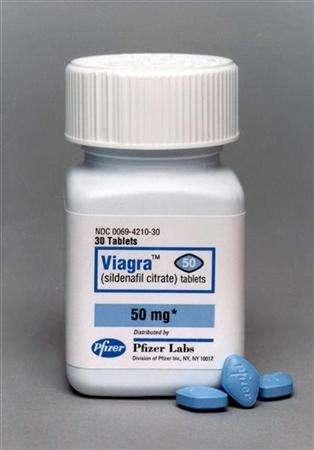 NDC 0069-4210-30
30 Tablets
Viagra™ 50
(sildenafil citrate) tablets
50 mg*
Distributed by
Pfizer Pfizer Labs
Division of Pfizer Inc, NY, NY 10017